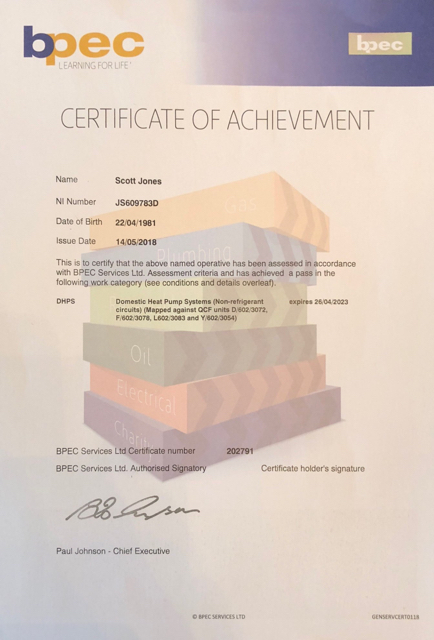 bpec
LEARNING FOR LIFE
bpec
CERTIFICATE OF ACHIEVEMENT
Name Scott Jones
NI Number JS609783D
Date of Birth 22/04/1981
Issue Date 14/05/2018
This is to certify that the above named operative has been assessed in accordance
with BPEC Services Ltd. Assessment criteria and has achieved a pass in the
following work category (see conditions and details overleaf).
DHPS Domestic Heat Pump Systems (Non-refrigerant expires 26/04/2023
circuits) (Mapped against QCF units D/602/3072,
F/602/3078, L602/3083 and Y/602/3054)
Gas
Plumbing
Oil
Electrical
Charity
BPEC Services Ltd Certificate number 202791
BPEC Services Ltd. Authorised Signatory Certificate holder's signature
Paul Johnson - Chief Executive
© BPEC SERVICES LTD GENSERVCERT0118